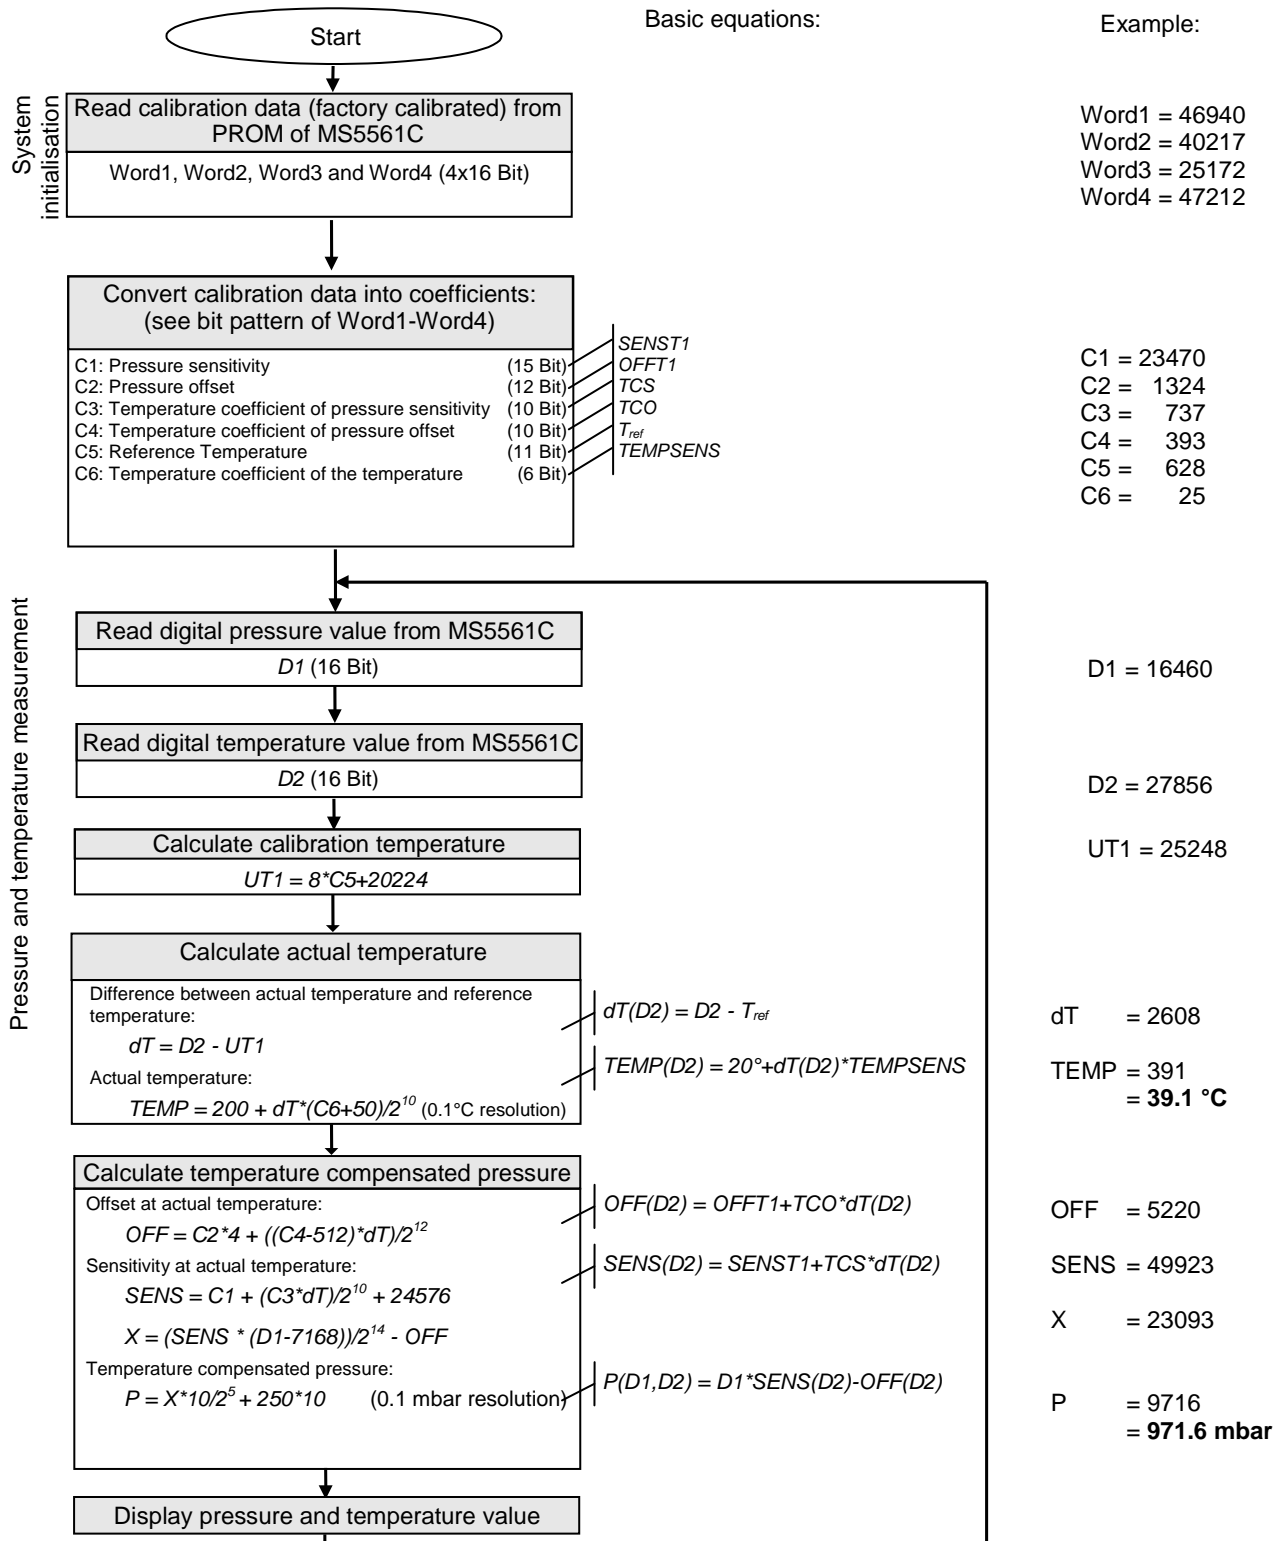 Start
Basic equations:
Example:
System
initialisation
Read calibration data (factory calibrated) from
PROM of MS5561C
Word1, Word2, Word3 and Word4 (4x16 Bit)
Word1 = 46940
Word2 = 40217
Word3 = 25172
Word4 = 47212
Convert calibration data into coefficients:
(see bit pattern of Word1-Word4)
C1: Pressure sensitivity (15 Bit) SENST1
C2: Pressure offset (12 Bit) OFFT1
C3: Temperature coefficient of pressure sensitivity (10 Bit) TCS
C4: Temperature coefficient of pressure offset (10 Bit) TCO
C5: Reference Temperature (11 Bit) Tref
C6: Temperature coefficient of the temperature (6 Bit) TEMPSENS
C1 = 23470
C2 = 1324
C3 = 737
C4 = 393
C5 = 628
C6 = 25
Pressure and temperature measurement
Read digital pressure value from MS5561C
D1 (16 Bit)
D1 = 16460
Read digital temperature value from MS5561C
D2 (16 Bit)
D2 = 27856
Calculate calibration temperature
UT1 = 8*C5+20224
UT1 = 25248
Calculate actual temperature
Difference between actual temperature and reference
temperature:
dT = D2 - UT1
dT(D2) = D2 - Tref
dT = 2608
Actual temperature:
TEMP = 200 + dT*(C6+50)/2^10 (0.1°C resolution)
TEMP(D2) = 20°+dT(D2)*TEMPSENS
TEMP = 391
= 39.1 °C
Calculate temperature compensated pressure
Offset at actual temperature:
OFF = C2*4 + ((C4-512)*dT)/2^12
OFF(D2) = OFFT1+TCO*dT(D2)
OFF = 5220
Sensitivity at actual temperature:
SENS = C1 + (C3*dT)/2^10 + 24576
SENS(D2) = SENST1+TCS*dT(D2)
SENS = 49923
X = (SENS * (D1-7168))/2^14 - OFF
X = 23093
Temperature compensated pressure:
P = X*10/2^5 + 250*10 (0.1 mbar resolution)
P(D1,D2) = D1*SENS(D2)-OFF(D2)
P = 9716
= 971.6 mbar
Display pressure and temperature value